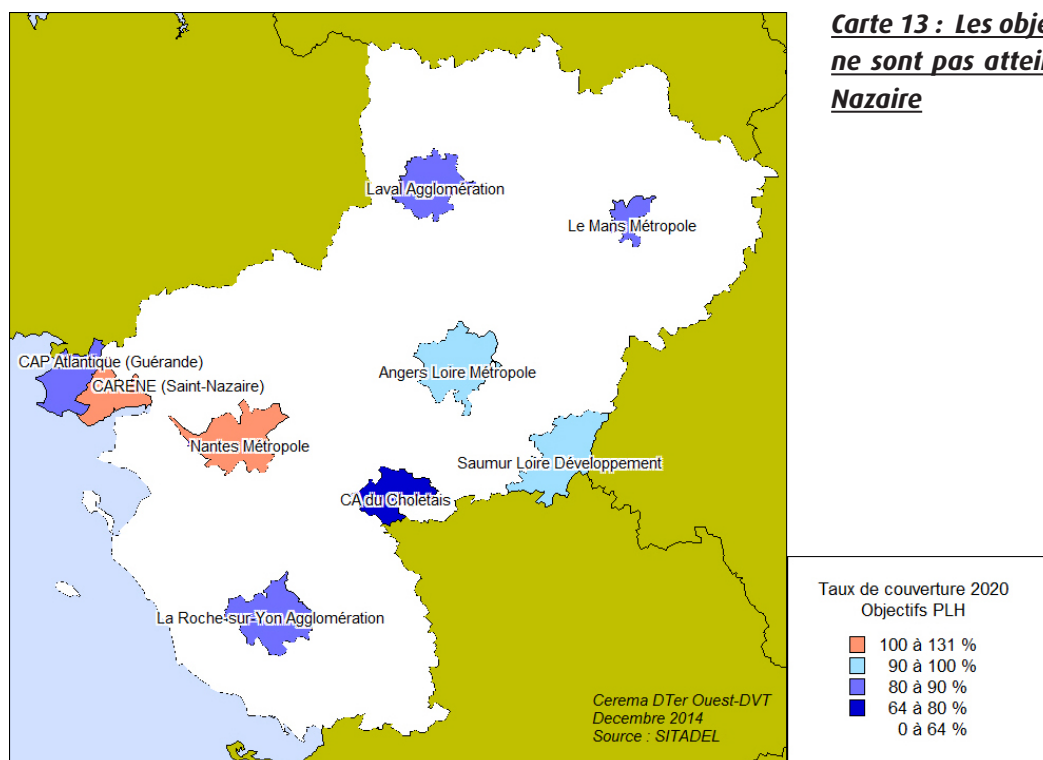 Carte 13 : Les obje
ne sont pas attei
Nazaire
Laval Agglomération
Le Mans Métropole
CAP Atlantique (Guérande)
Angers Loire Métropole
CARENE (Saint-Nazaire)
Nantes Métropole
Saumur Loire Développement
CA du Choletais
La Roche-sur-Yon Agglomération
Cerema DTer Ouest-DVT
Decembre 2014
Source : SITADEL
Taux de couverture 2020
Objectifs PLH
100 à 131 %
90 à 100 %
80 à 90 %
64 à 80 %
0 à 64 %